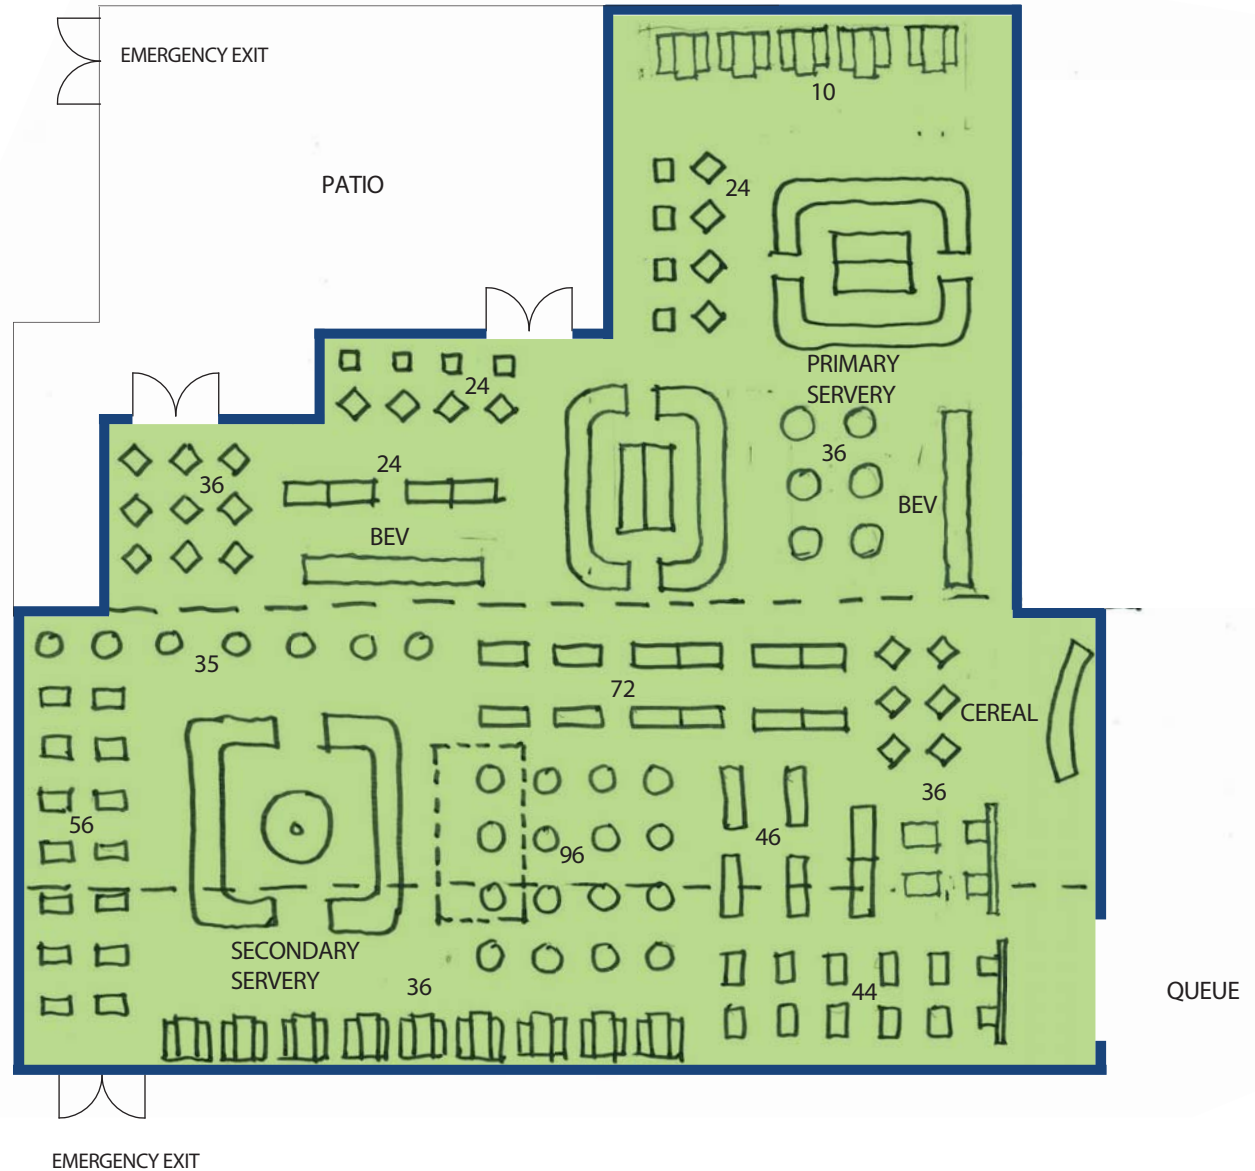 EMERGENCY EXIT
10
PATIO
24
PRIMARY
SERVERY
24
36
24
36
BEV
BEV
35
72
CEREAL
36
56
46
96
SECONDARY
SERVERY
36
44
QUEUE
EMERGENCY EXIT